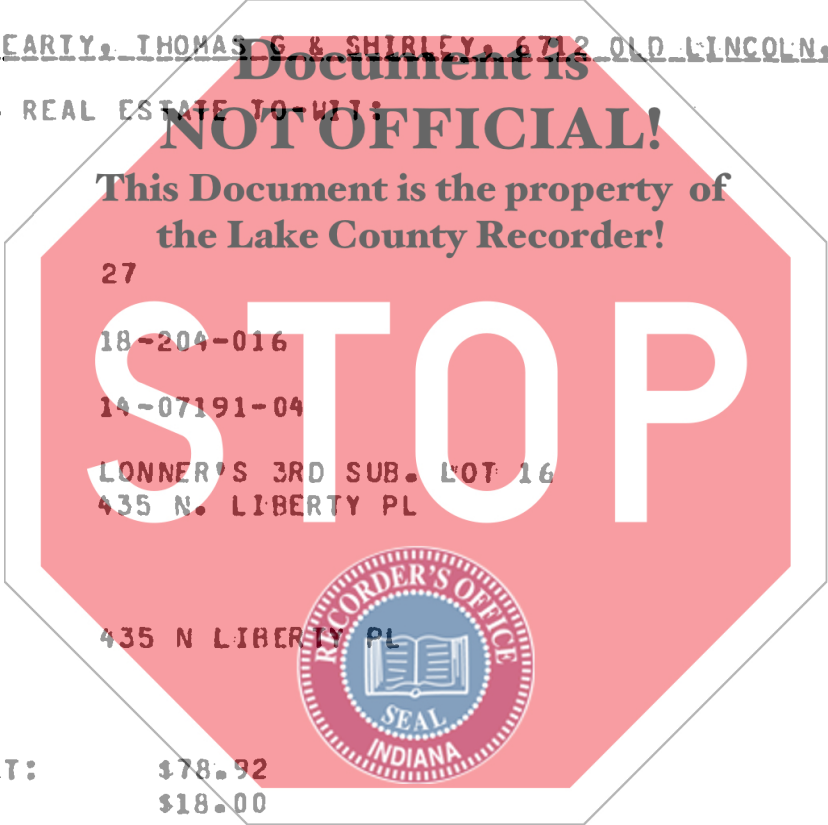 EARTY, THOMAS G & SHIRLEY, 6712 OLD LINCOLN,
Document is
REAL ESTATE TO-WIT:
NOT OFFICIAL!
This Document is the property of
the Lake County Recorder!
27
STOP
18-204-016
14-07191-04
LONNER'S 3RD SUB. LOT 16
435 N. LIBERTY PL
RECORDER'S OFFICE
435 N LIBERTY PL
SEAL
INDIANA
T: $78.92
$18.00